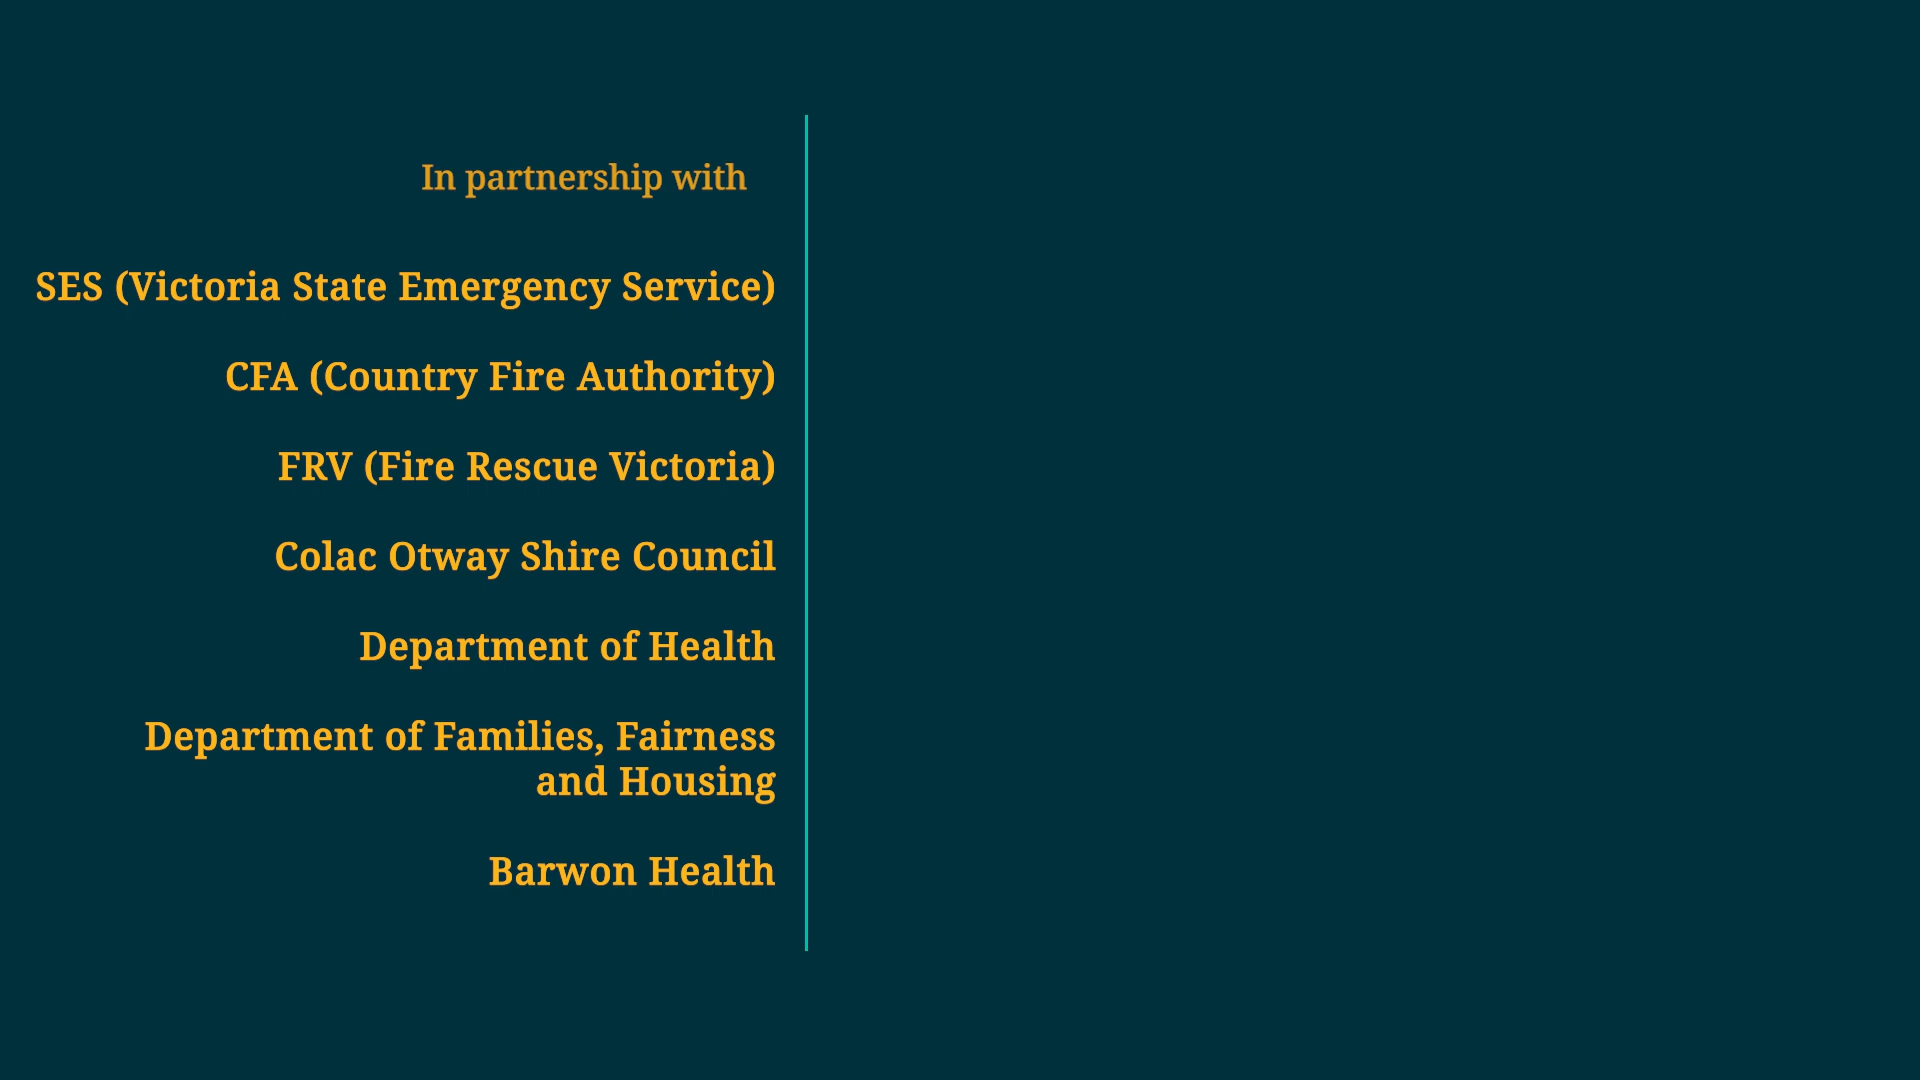 In partnership with
SES (Victoria State Emergency Service)
CFA (Country Fire Authority)
FRV (Fire Rescue Victoria)
Colac Otway Shire Council
Department of Health
Department of Families, Fairness
and Housing
Barwon Health